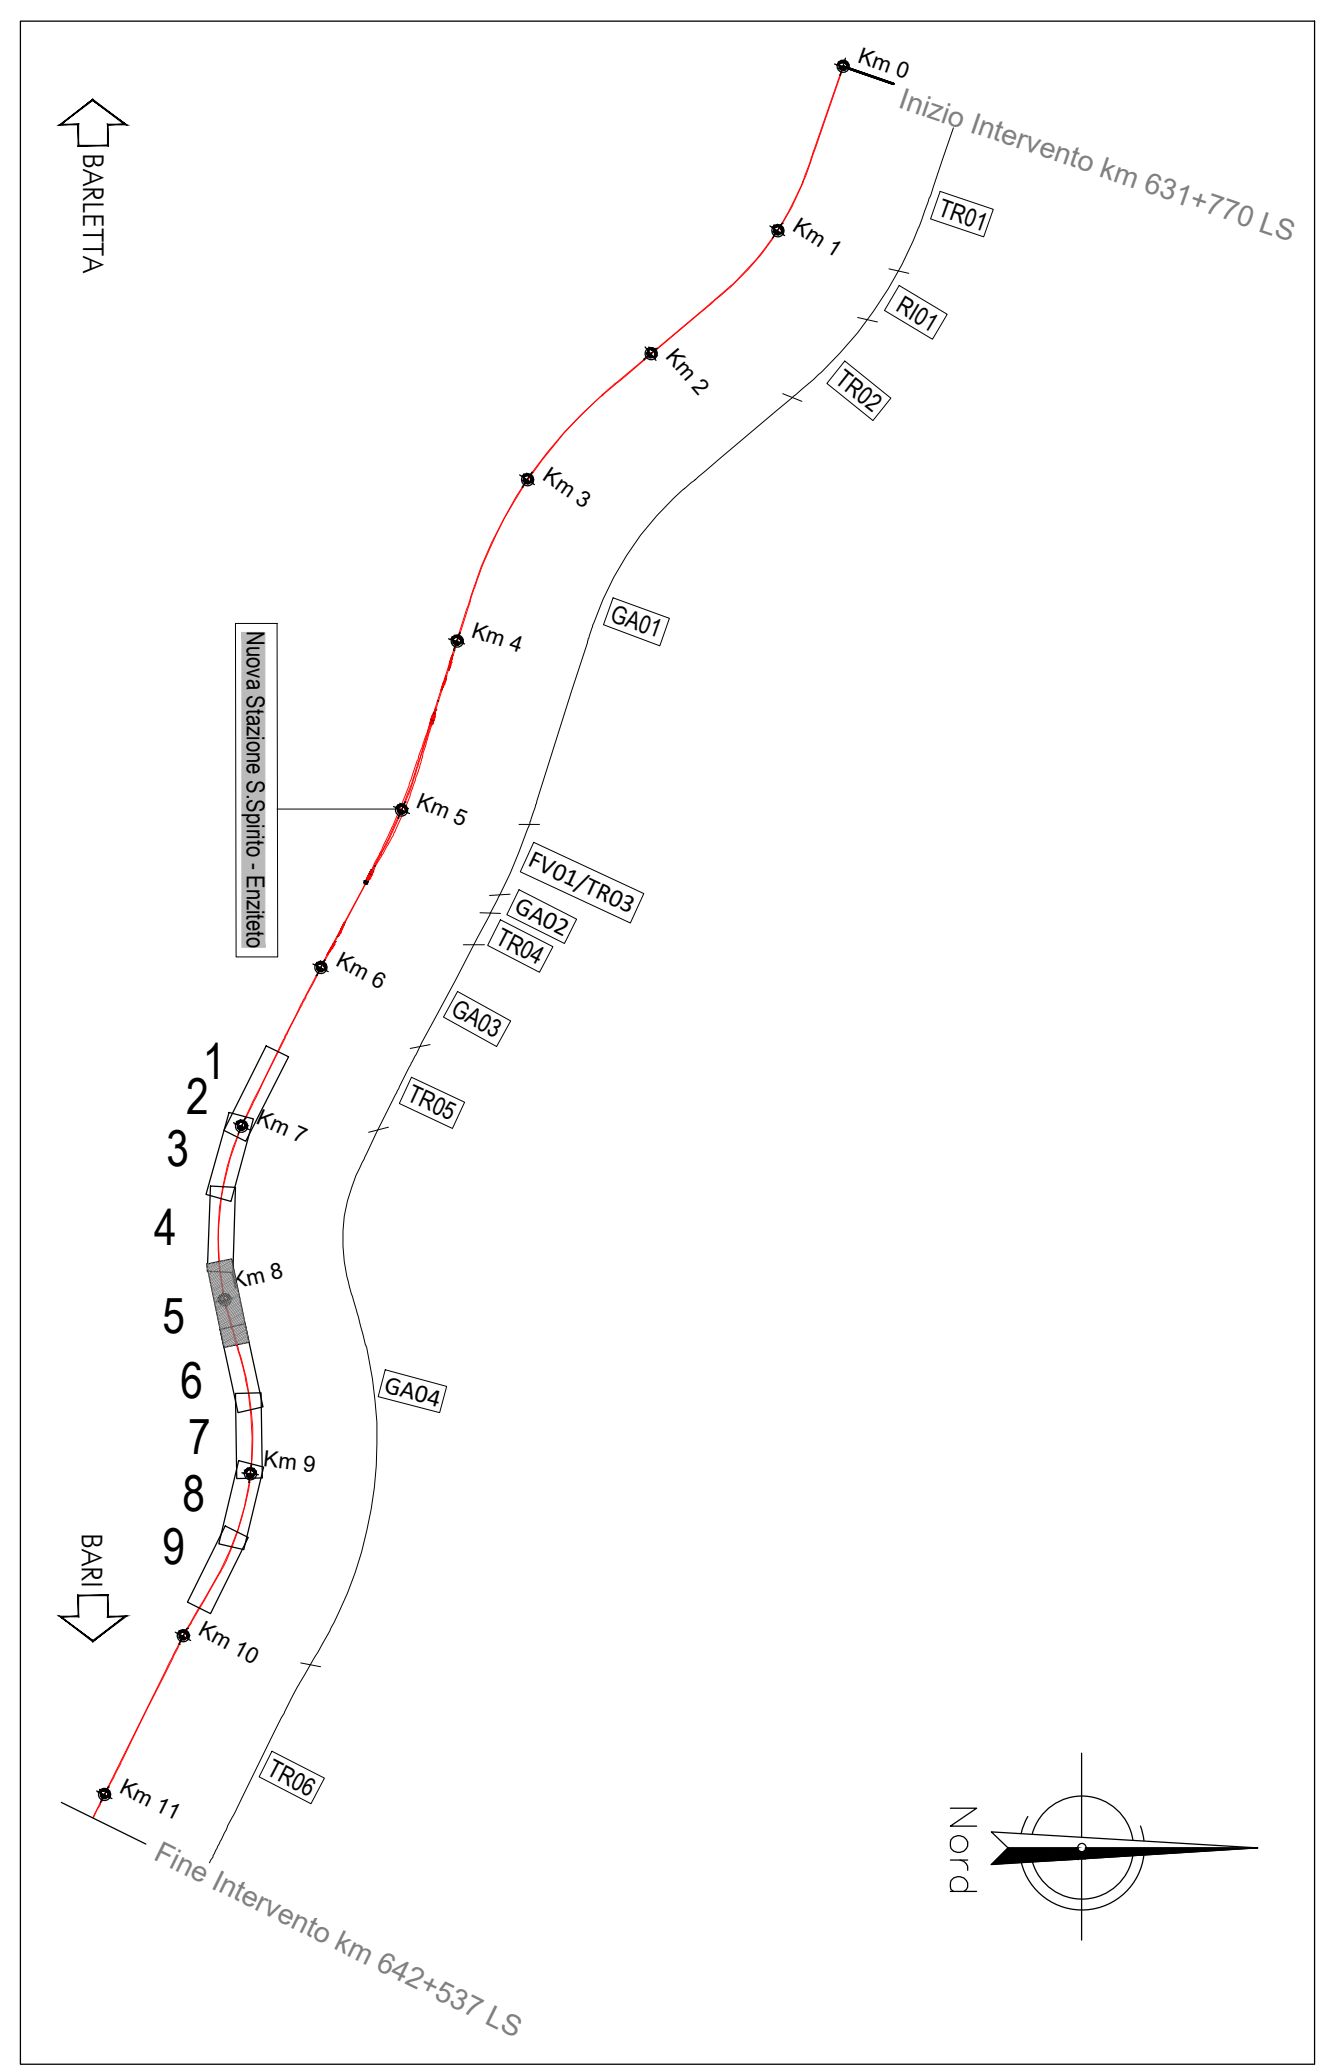 Km 0
Inizio Intervento km 631+770 LS
BARLETTA
TR01
Km 1
RI01
Km 2
TR02
Km 3
GA01
Km 4
Nuova Stazione S.Spirito - Enziteto
Km 5
FV01/TR03
GA02
TR04
Km 6
GA03
1
2
Km 7
TR05
3
4
Km 8
5
6
GA04
7
Km 9
8
9
BARI
Km 10
TR06
Km 11
Nord
Fine Intervento km 642+537 LS